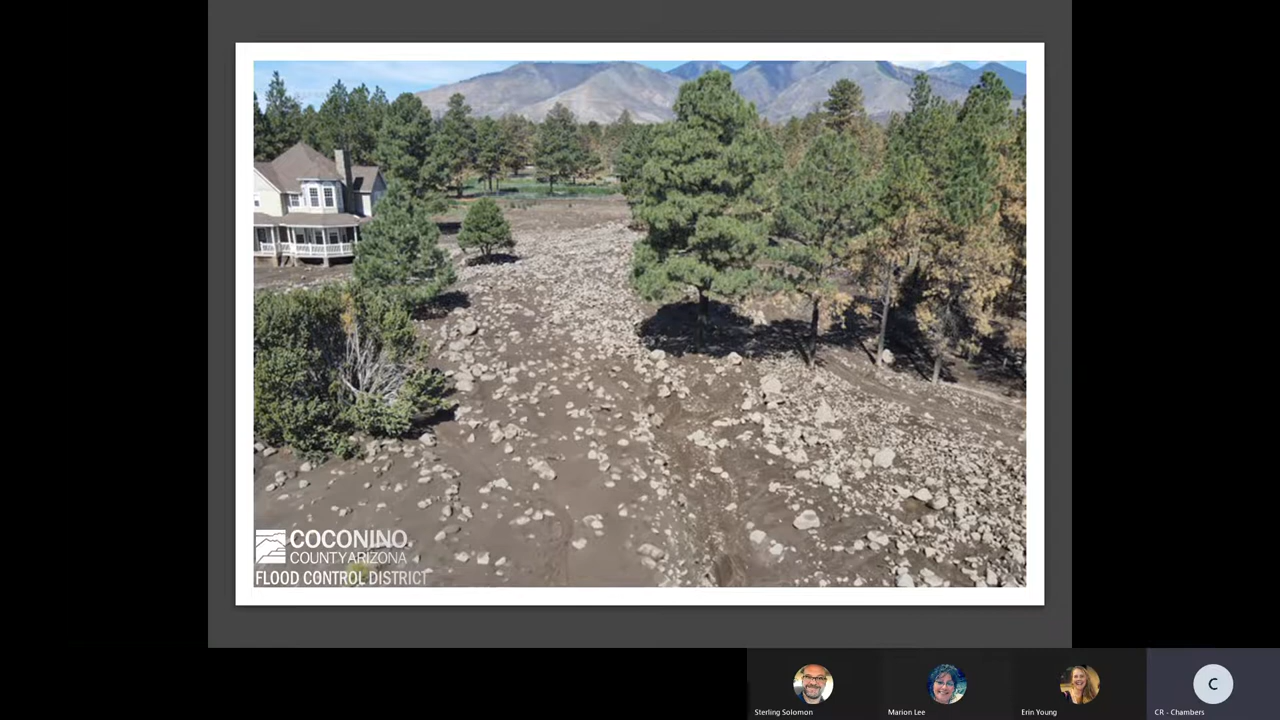 COCONINO
COUNTY ARIZONA
FLOOD CONTROL DISTRICT
Sterling Solomon
Marion Lee
Erin Young
C
CR - Chambers